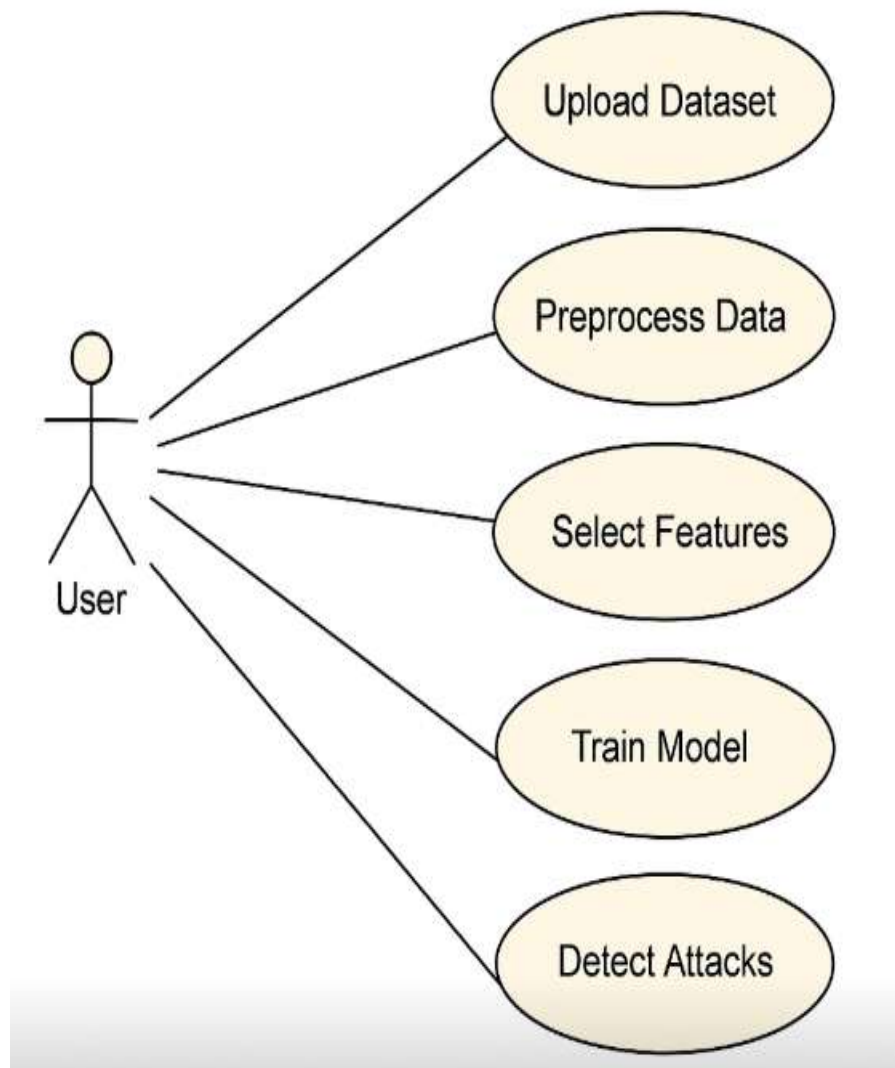 Upload Dataset
Preprocess Data
Select Features
User
Train Model
Detect Attacks